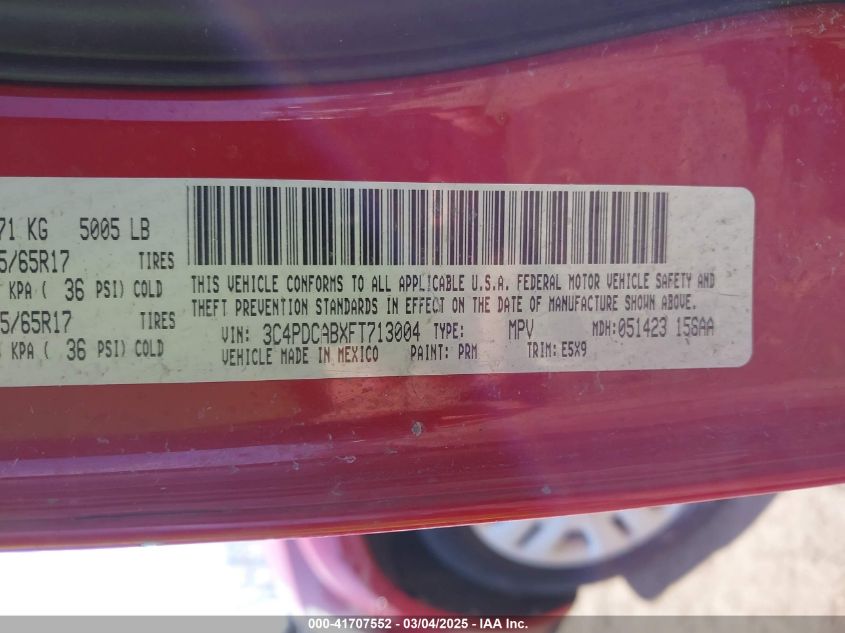 71 KG 5005 LB
5/65R17 TIRES
KPA ( 36 PSI) COLD
5/65R17 TIRES
KPA ( 36 PSI) COLD
THIS VEHICLE CONFORMS TO ALL APPLICABLE U.S.A. FEDERAL MOTOR VEHICLE SAFETY AND
THEFT PREVENTION STANDARDS IN EFFECT ON THE DATE OF MANUFACTURE SHOWN ABOVE.
VIN: 3C4PDCABXFT713004 TYPE: MPV MDH: 051423 156AA
VEHICLE MADE IN MEXICO PAINT: PRM TRIM: E5X9
000-41707552 — 03/04/2025 — IAA Inc.